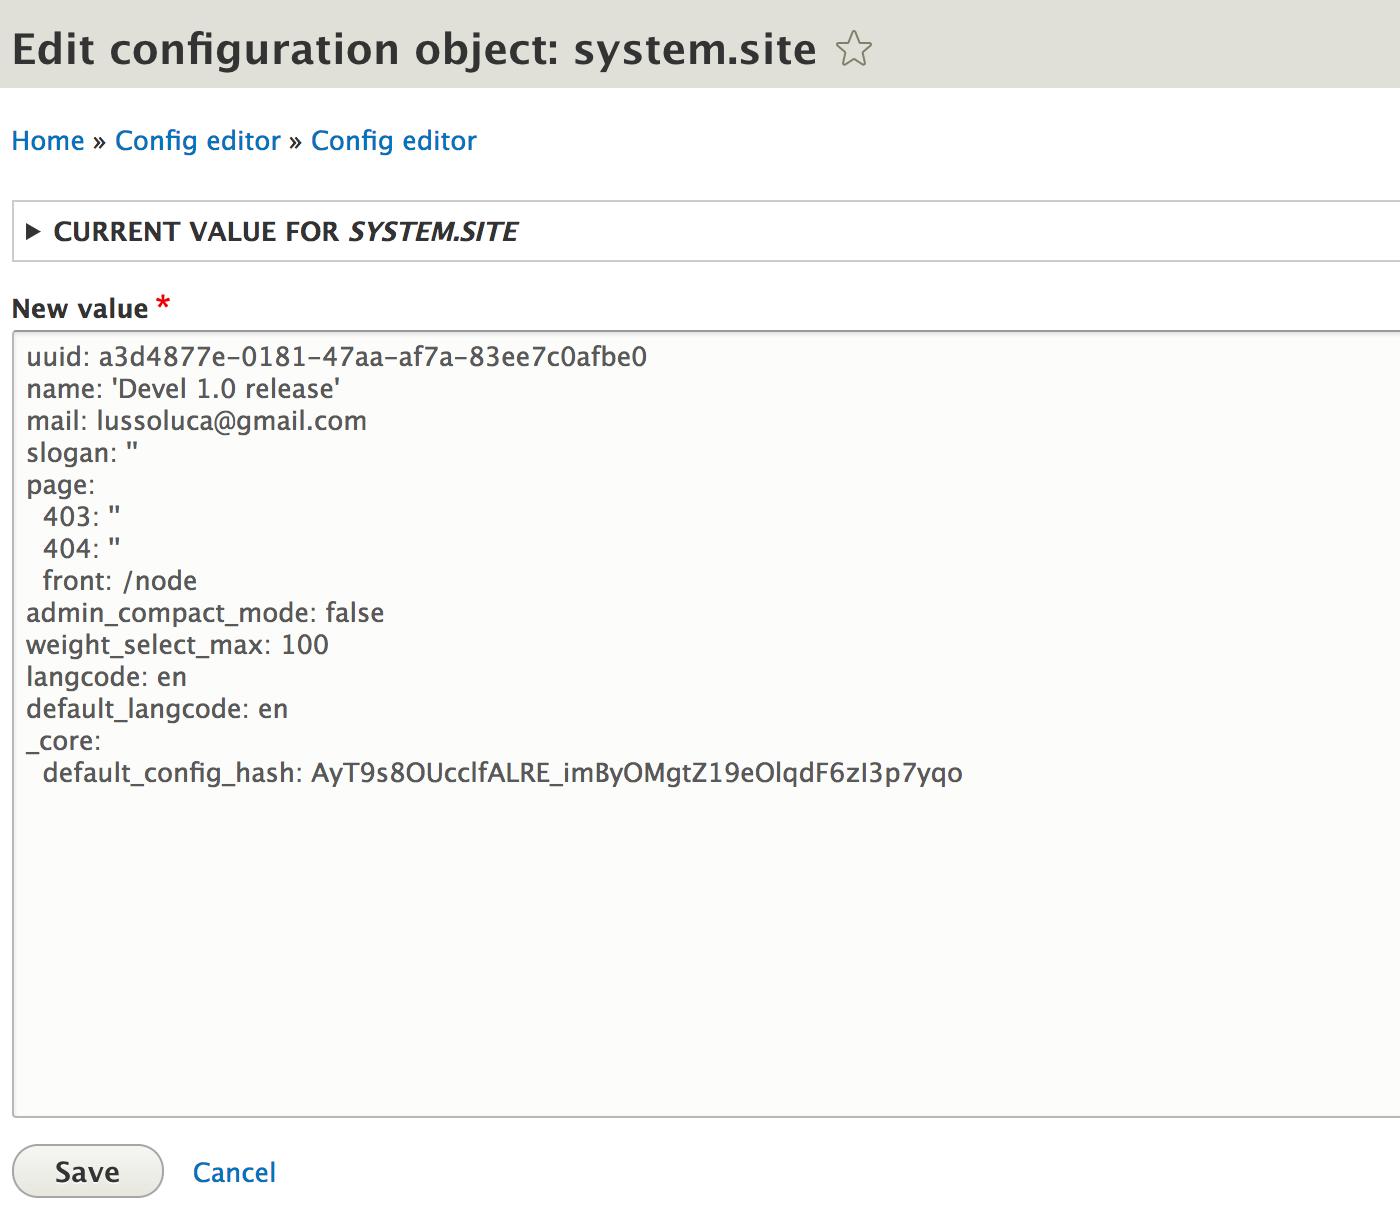 Edit configuration object: system.site
Home » Config editor » Config editor
CURRENT VALUE FOR SYSTEM.SITE
New value *
uuid: a3d4877e-0181-47aa-af7a-83ee7c0afbe0
name: 'Devel 1.0 release'
mail: lussoluca@gmail.com
slogan: ''
page:
  403: ''
  404: ''
  front: /node
admin_compact_mode: false
weight_select_max: 100
langcode: en
default_langcode: en
_core:
  default_config_hash: AyT9s8OUcclfALRE_imByOMgtZ19eOlqdF6zI3p7yqo
Save Cancel